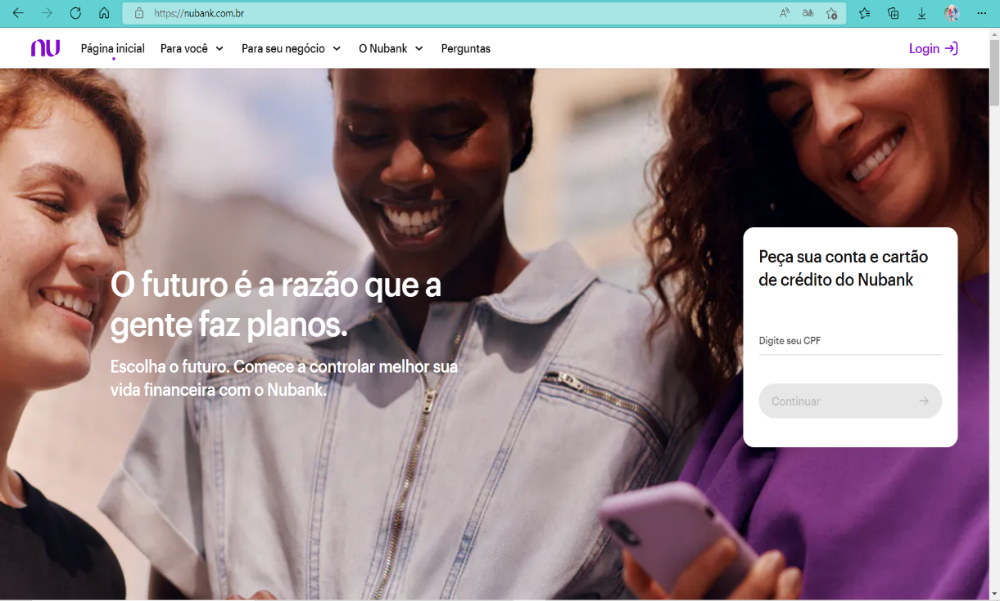 https://nubank.com.br
nu Página inicial Para você Para seu negócio O Nubank Perguntas Login
O futuro é a razão que a
gente faz planos.
Escolha o futuro. Comece a controlar melhor sua
vida financeira com o Nubank.
Peça sua conta e cartão
de crédito do Nubank
Digite seu CPF
Continuar